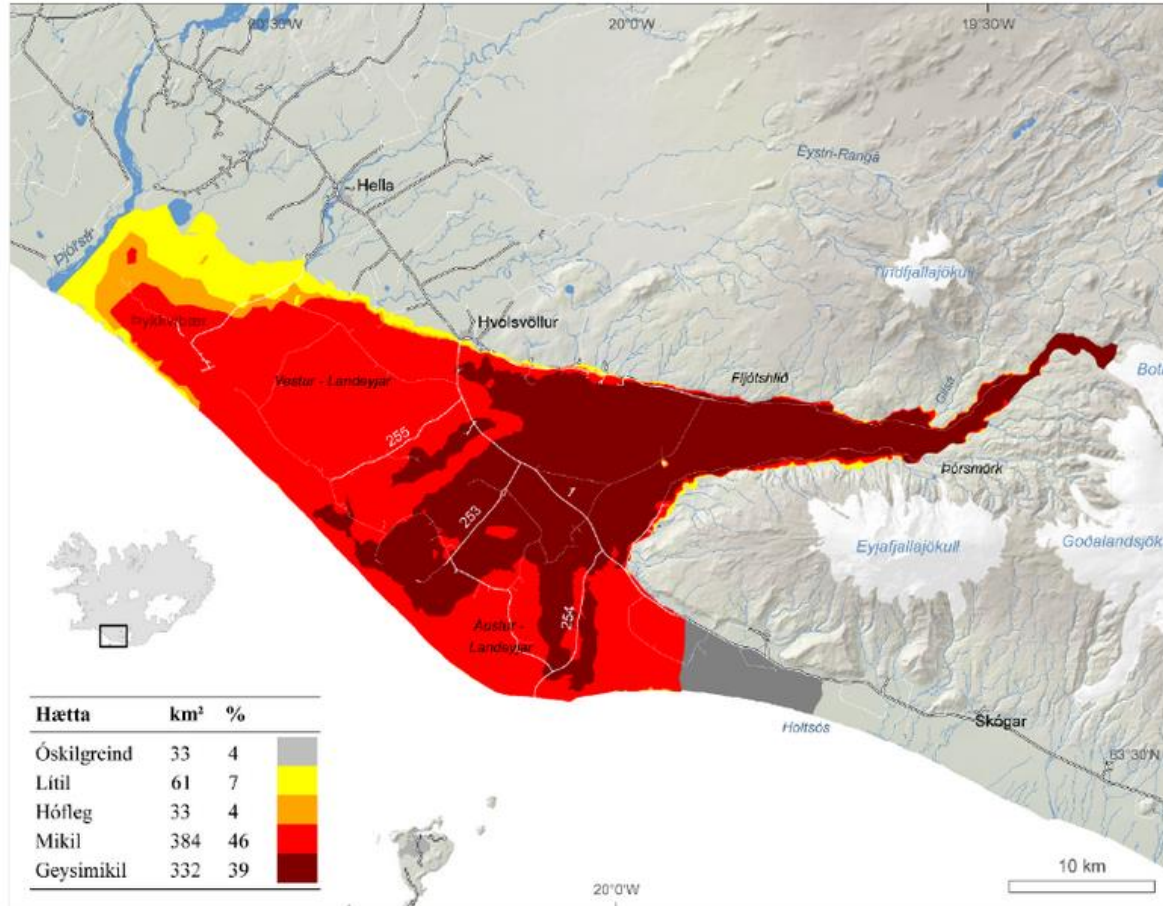 20°30'W
20°0'W
19°30'W
Eystri-Rangá
Hella
Þjórsá
Tindfjallajökull
Hvolsvöllur
Þykkvibær
Vestur - Landeyjar
Fljótshlíð
Gilsá
255
Þórsmörk
1
253
Eyjafjallajökull
254
Austur -
Landeyjar
Holtsós
Skógar
63°30'N
Hætta km² %
Óskilgreind 33 4
Lítil 61 7
Hófleg 33 4
Mikil 384 46
Geysimikil 332 39
20°0'W
10 km